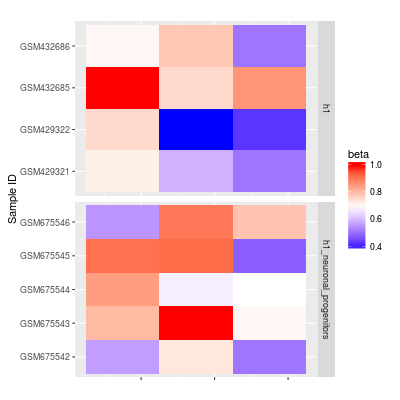 Sample ID
GSM432686
GSM432685
GSM429322
GSM429321
h1
GSM675546
GSM675545
GSM675544
GSM675543
GSM675542
h1_neuronal_progenitors
beta
1.0
0.8
0.6
0.4